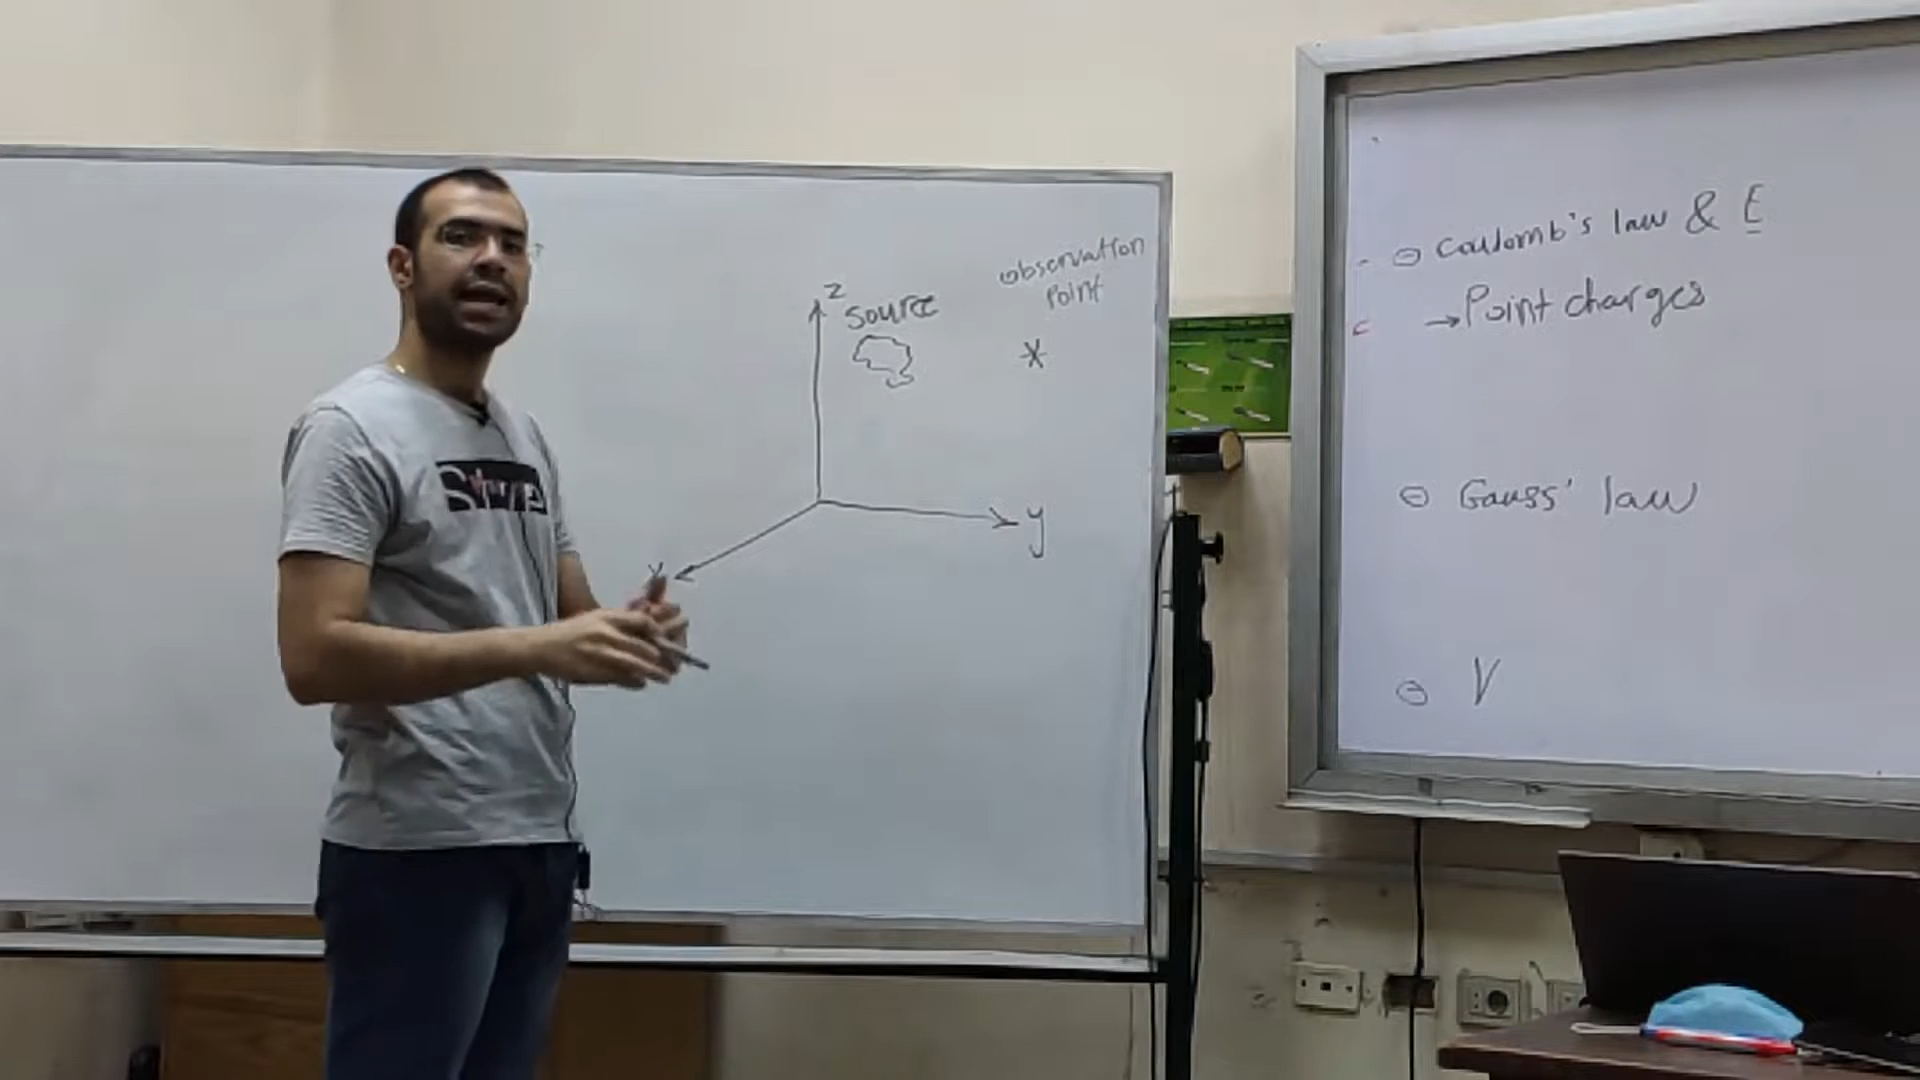 z
source
observation
point
*
y
x
⊖ Coulomb's law & E
→ Point charges
⊖ Gauss' law
⊖ V